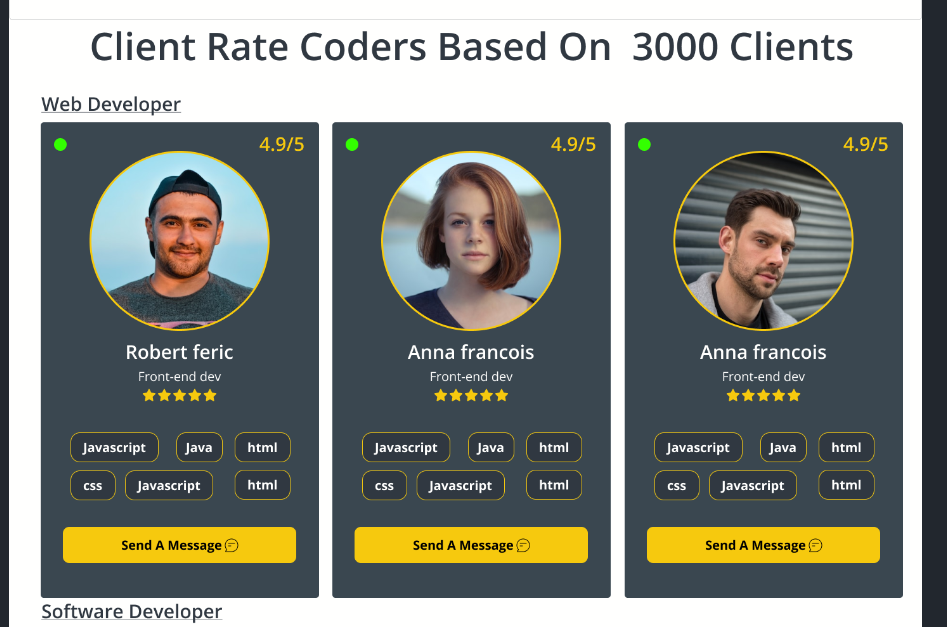 Client Rate Coders Based On 3000 Clients
Web Developer
4.9/5
Robert feric
Front-end dev
Javascript Java html
css Javascript html
Send A Message
4.9/5
Anna francois
Front-end dev
Javascript Java html
css Javascript html
Send A Message
4.9/5
Anna francois
Front-end dev
Javascript Java html
css Javascript html
Send A Message
Software Developer